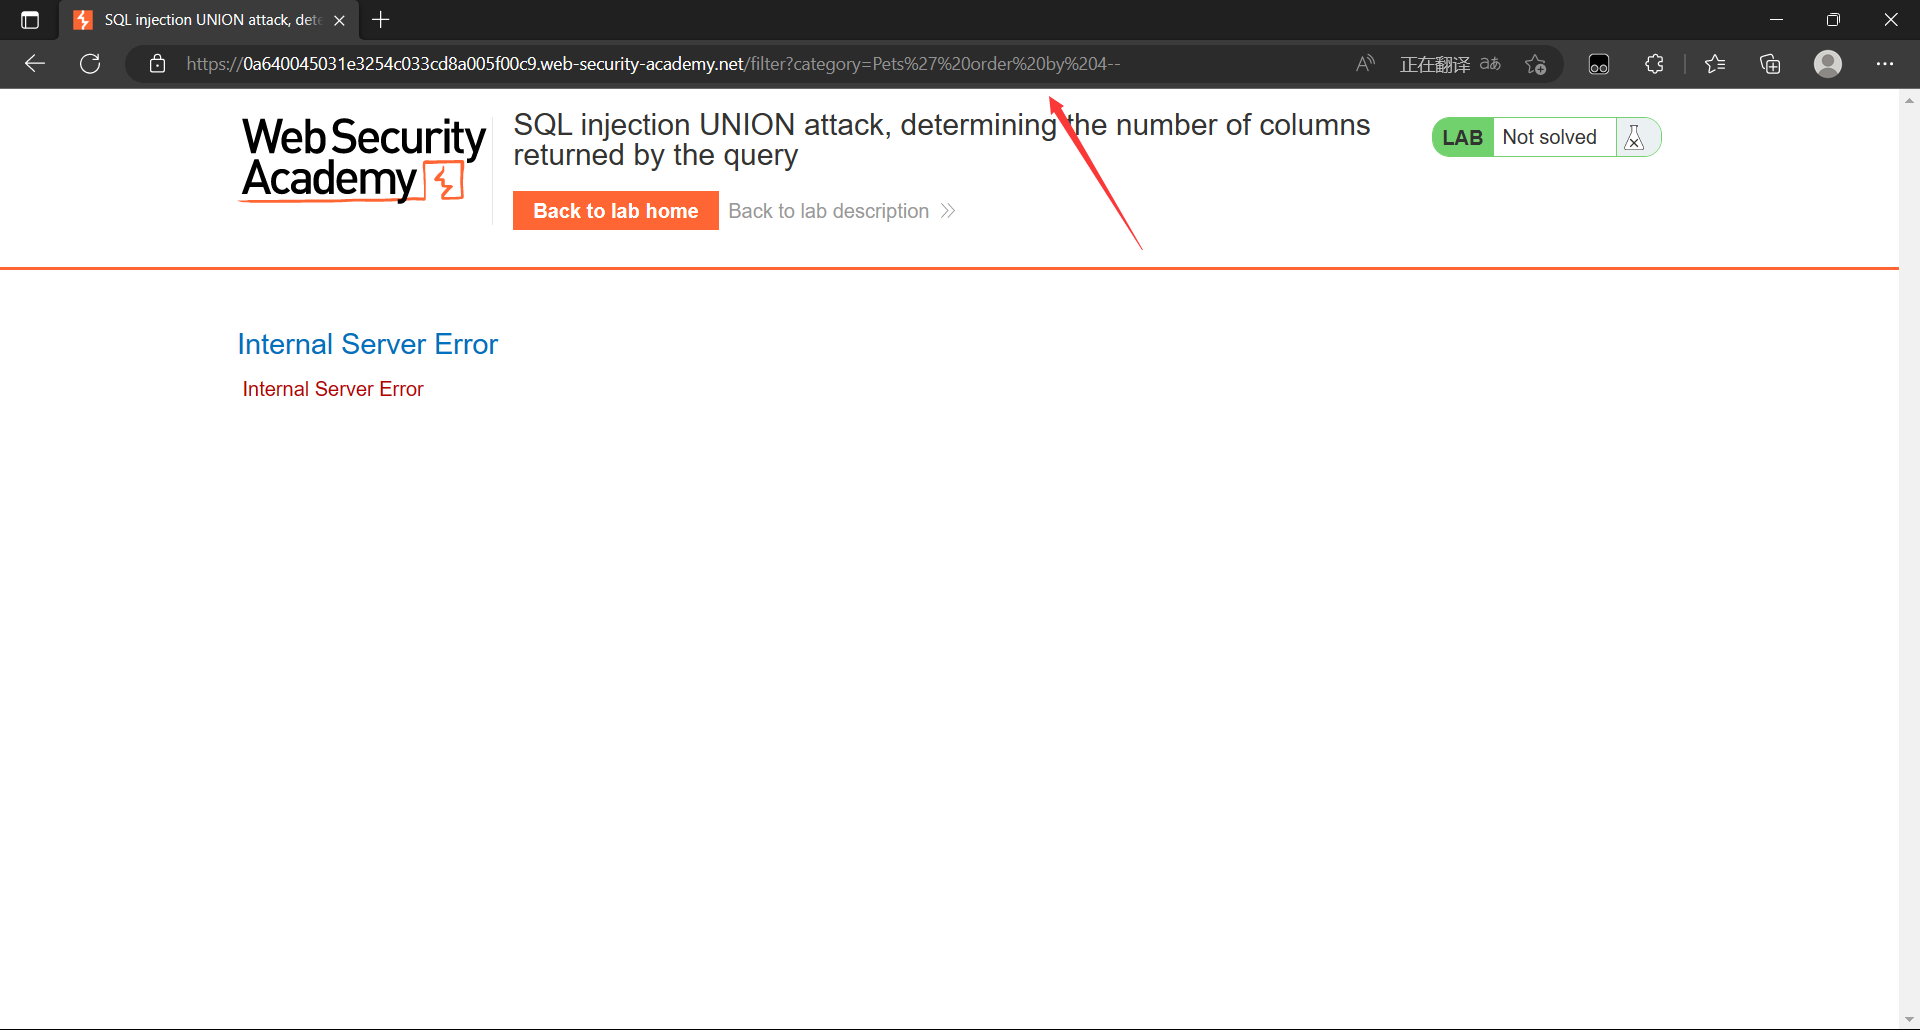 SQL injection UNION attack, dete
https://0a640045031e3254c033cd8a005f00c9.web-security-academy.net/filter?category=Pets%27%20order%20by%204--
正在翻译
Web Security
Academy
SQL injection UNION attack, determining the number of columns
returned by the query
Back to lab home
Back to lab description
LAB
Not solved
Internal Server Error
Internal Server Error